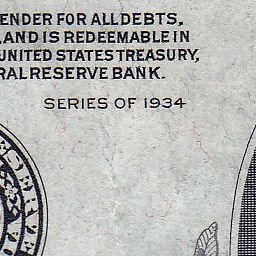 ENDER FOR ALL DEBTS,
, AND IS REDEEMABLE IN
UNITED STATES TREASURY,
RAL RESERVE BANK.
SERIES OF 1934